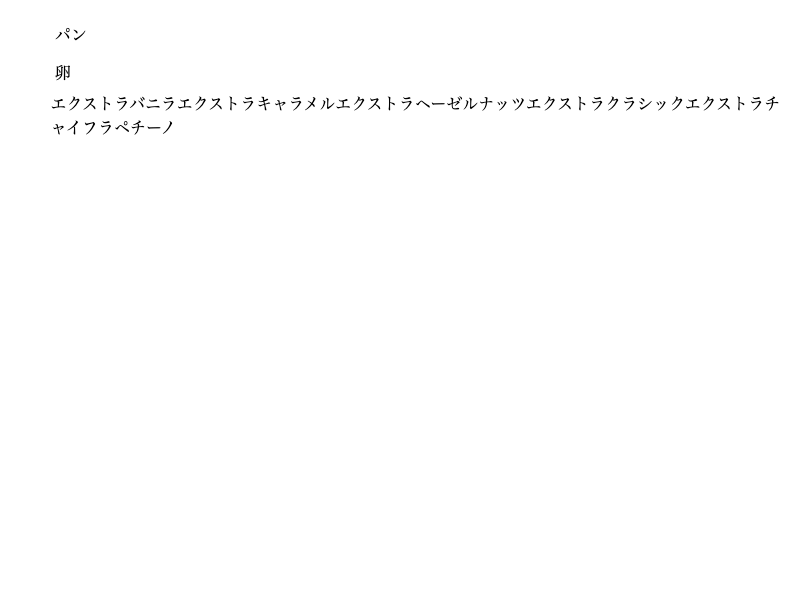 パン
卵
エクストラバニラエクストラキャラメルエクストラヘーゼルナッツエクストラクラシックエクストラチ
ャイフラペチーノ